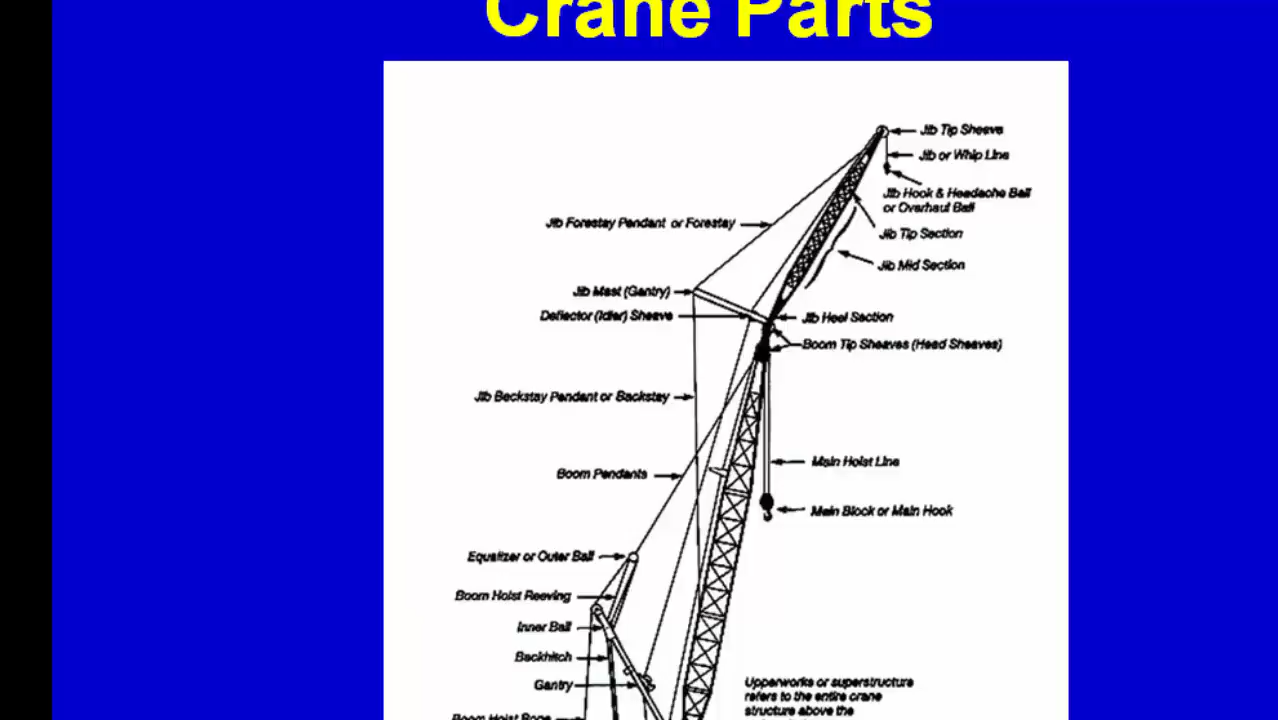 Crane Parts
Jib Tip Sheave
Jib or Whip Line
Jib Hook & Headache Ball
or Overhaul Ball
Jib Forestay Pendant or Forestay
Jib Tip Section
Jib Mid Section
Jib Mast (Gantry)
Deflector (Idler) Sheave
Jib Heel Section
Boom Tip Sheaves (Head Sheaves)
Jib Backstay Pendant or Backstay
Main Hoist Line
Boom Pendants
Main Block or Main Hook
Equalizer or Outer Bail
Boom Hoist Reeving
Inner Bail
Backhitch
Gantry
Upperworks or superstructure
refers to the entire crane
structure above the
Boom Hoist Rope